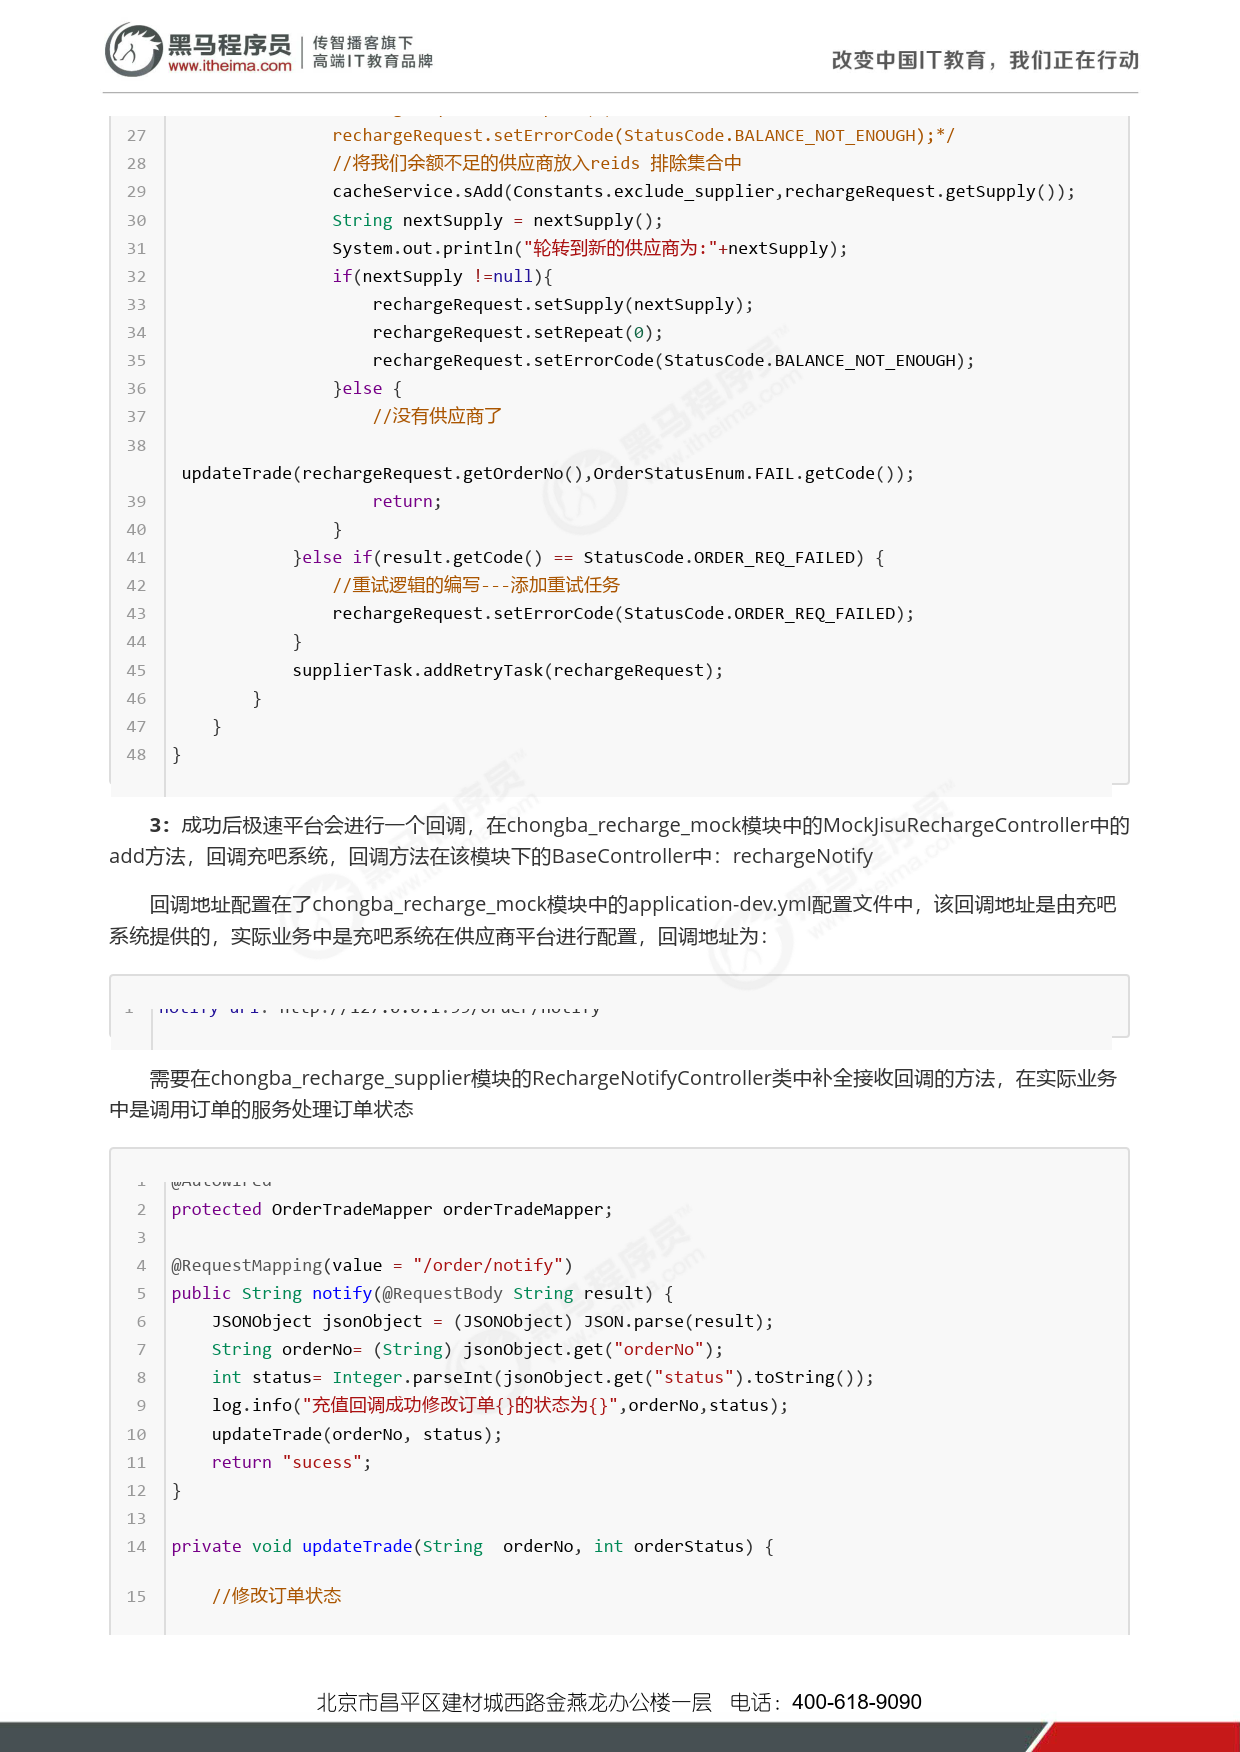 黑马程序员 传智播客旗下
www.itheima.com 高端IT教育品牌
改变中国IT教育，我们正在行动
27 rechargeRequest.setErrorCode(StatusCode.BALANCE_NOT_ENOUGH);*/
28 //将我们余额不足的供应商放入reids 排除集合中
29 cacheService.sAdd(Constants.exclude_supplier,rechargeRequest.getSupply());
30 String nextSupply = nextSupply();
31 System.out.println("轮转到新的供应商为:"+nextSupply);
32 if(nextSupply !=null){
33 rechargeRequest.setSupply(nextSupply);
34 rechargeRequest.setRepeat(0);
35 rechargeRequest.setErrorCode(StatusCode.BALANCE_NOT_ENOUGH);
36 }else {
37 //没有供应商了
38
updateTrade(rechargeRequest.getOrderNo(),OrderStatusEnum.FAIL.getCode());
39 return;
40 }
41 }else if(result.getCode() == StatusCode.ORDER_REQ_FAILED) {
42 //重试逻辑的编写---添加重试任务
43 rechargeRequest.setErrorCode(StatusCode.ORDER_REQ_FAILED);
44 }
45 supplierTask.addRetryTask(rechargeRequest);
46 }
47 }
48 }
3：成功后极速平台会进行一个回调，在chongba_recharge_mock模块中的MockJisuRechargeController中的
add方法，回调充吧系统，回调方法在该模块下的BaseController中：rechargeNotify
回调地址配置在了chongba_recharge_mock模块中的application-dev.yml配置文件中，该回调地址是由充吧
系统提供的，实际业务中是充吧系统在供应商平台进行配置，回调地址为：
1 notify-url: http://127.0.0.1:99/order/notify
需要在chongba_recharge_supplier模块的RechargeNotifyController类中补全接收回调的方法，在实际业务
中是调用订单的服务处理订单状态
1 @Autowired
2 protected OrderTradeMapper orderTradeMapper;
3
4 @RequestMapping(value = "/order/notify")
5 public String notify(@RequestBody String result) {
6 JSONObject jsonObject = (JSONObject) JSON.parse(result);
7 String orderNo= (String) jsonObject.get("orderNo");
8 int status= Integer.parseInt(jsonObject.get("status").toString());
9 log.info("充值回调成功修改订单{}的状态为{}",orderNo,status);
10 updateTrade(orderNo, status);
11 return "sucess";
12 }
13
14 private void updateTrade(String orderNo, int orderStatus) {
15 //修改订单状态
北京市昌平区建材城西路金燕龙办公楼一层 电话：400-618-9090